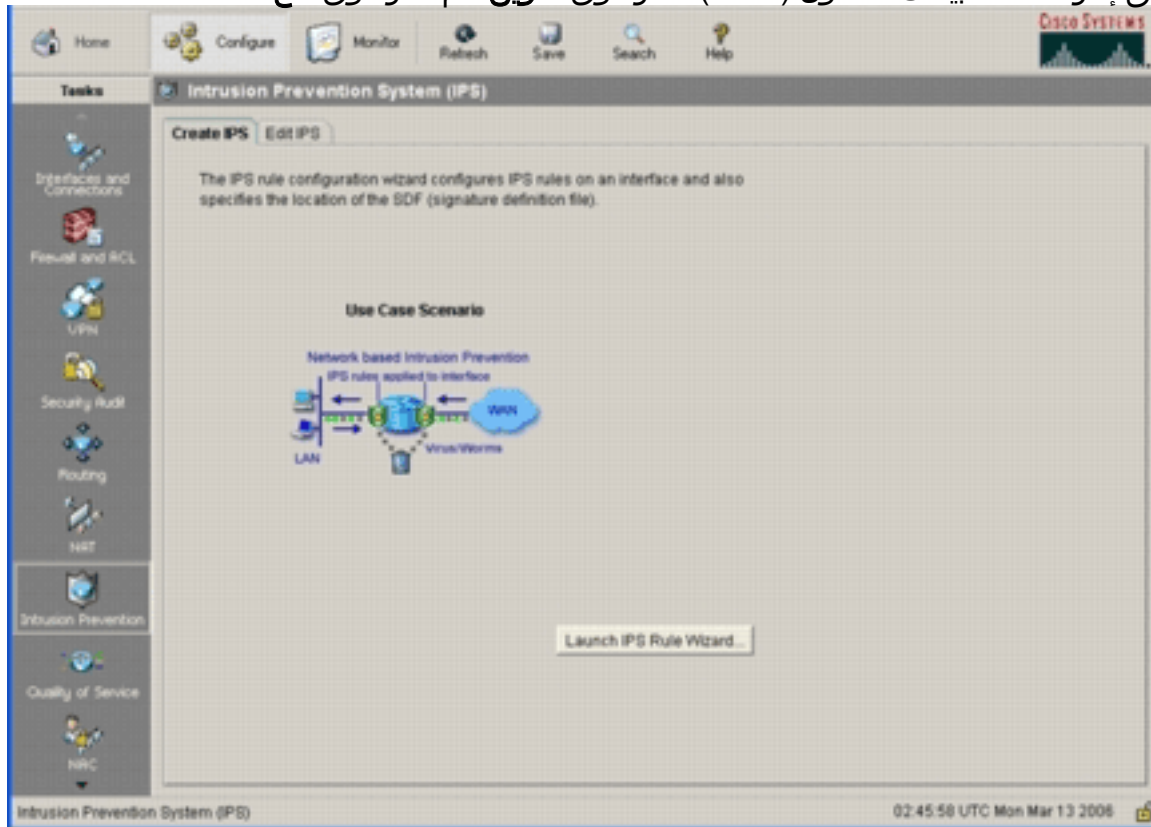 Home
Configure
Monitor
Refresh
Save
Search
Help
CISCO SYSTEMS
Tasks
Intrusion Prevention System (IPS)
Create IPS
Edit IPS
The IPS rule configuration wizard configures IPS rules on an interface and also
specifies the location of the SDF (signature definition file).
Interfaces and
Connections
Firewall and ACL
VPN
Security Audit
Routing
NAT
Intrusion Prevention
Quality of Service
NAC
Use Case Scenario
Network based Intrusion Prevention
IPS rules applied to interface
WAN
LAN
Virus/Worms
Launch IPS Rule Wizard...
Intrusion Prevention System (IPS)
02:45:58 UTC Mon Mar 13 2006